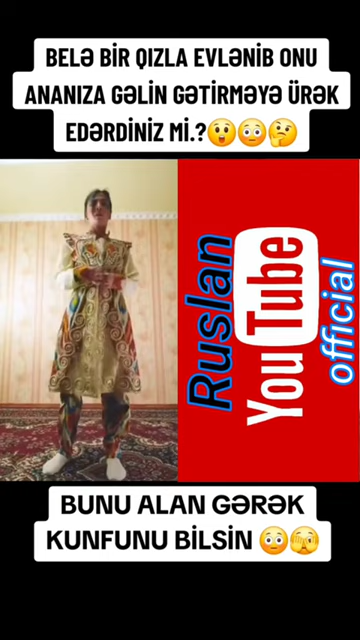 BELƏ BİR QIZLA EVLƏNİB ONU
ANANIZA GƏLİN GƏTİRMƏYƏ ÜRƏK
EDƏRDİNİZ Mİ.?😲😳🤔
Ruslan
YouTube
official
BUNU ALAN GƏRƏK
KUNFUNU BİLSİN 😳🫣